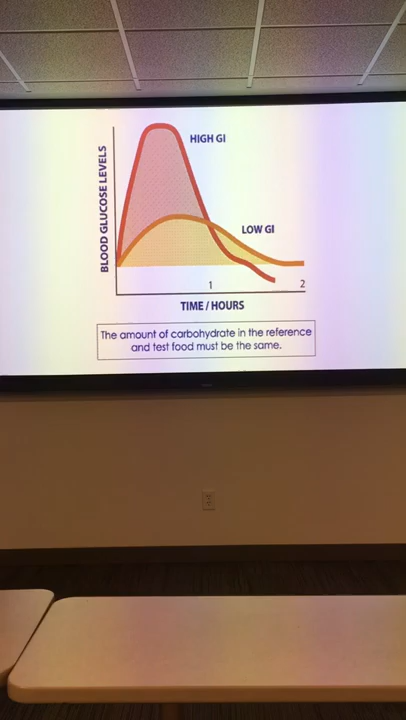 HIGH GI
BLOOD GLUCOSE LEVELS
LOW GI
1
2
TIME / HOURS
The amount of carbohydrate in the reference
and test food must be the same.